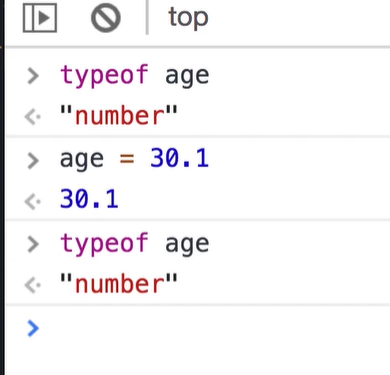 top
typeof age
"number"
age = 30.1
30.1
typeof age
"number"